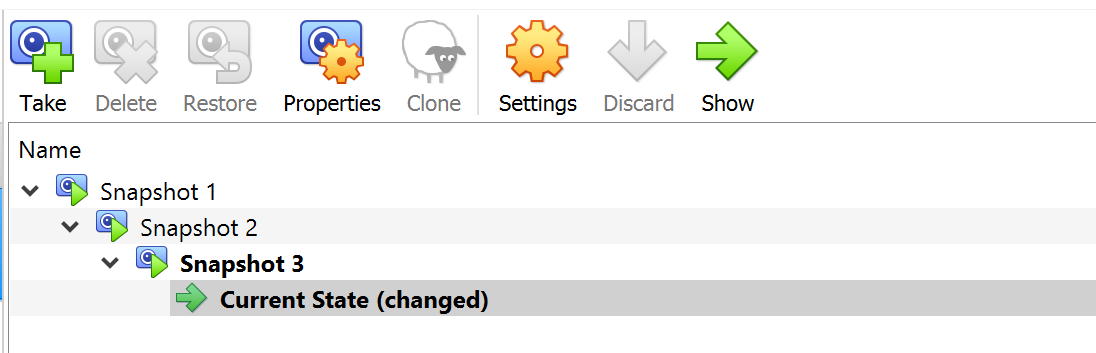 Take Delete Restore Properties Clone Settings Discard Show
Name
Snapshot 1
Snapshot 2
Snapshot 3
Current State (changed)